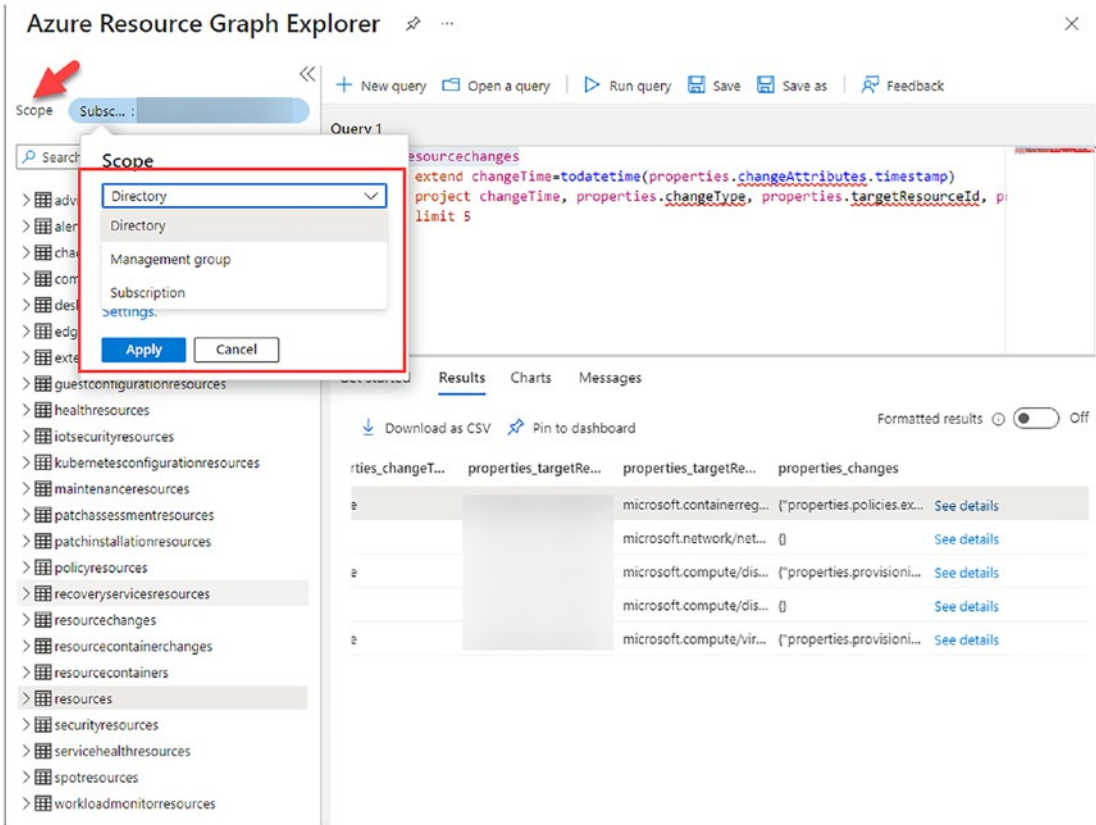 Azure Resource Graph Explorer
Scope Subsc... :
New query Open a query Run query Save Save as Feedback
Query 1
Search
Scope
Directory
Directory
Management group
Subscription
Settings.
Apply Cancel
esourcechanges
extend changeTime=todatetime(properties.changeAttributes.timestamp)
project changeTime, properties.changeType, properties.targetResourceId, p
limit 5
guestconfigurationresources
healthresources
iotsecurityresources
kubernetesconfigurationresources
maintenanceresources
patchassessmentresources
patchinstallationresources
policyresources
recoveryservicesresources
resourcechanges
resourcecontainerchanges
resourcecontainers
resources
securityresources
servicehealthresources
spotresources
workloadmonitorresources
Results Charts Messages
Download as CSV Pin to dashboard Formatted results Off
rties_changeT... properties_targetRe... properties_targetRe... properties_changes
e microsoft.containerreg... {"properties.policies.ex... See details
microsoft.network/net... {} See details
e microsoft.compute/dis... {"properties.provisioni... See details
microsoft.compute/dis... {} See details
e microsoft.compute/vir... {"properties.provisioni... See details